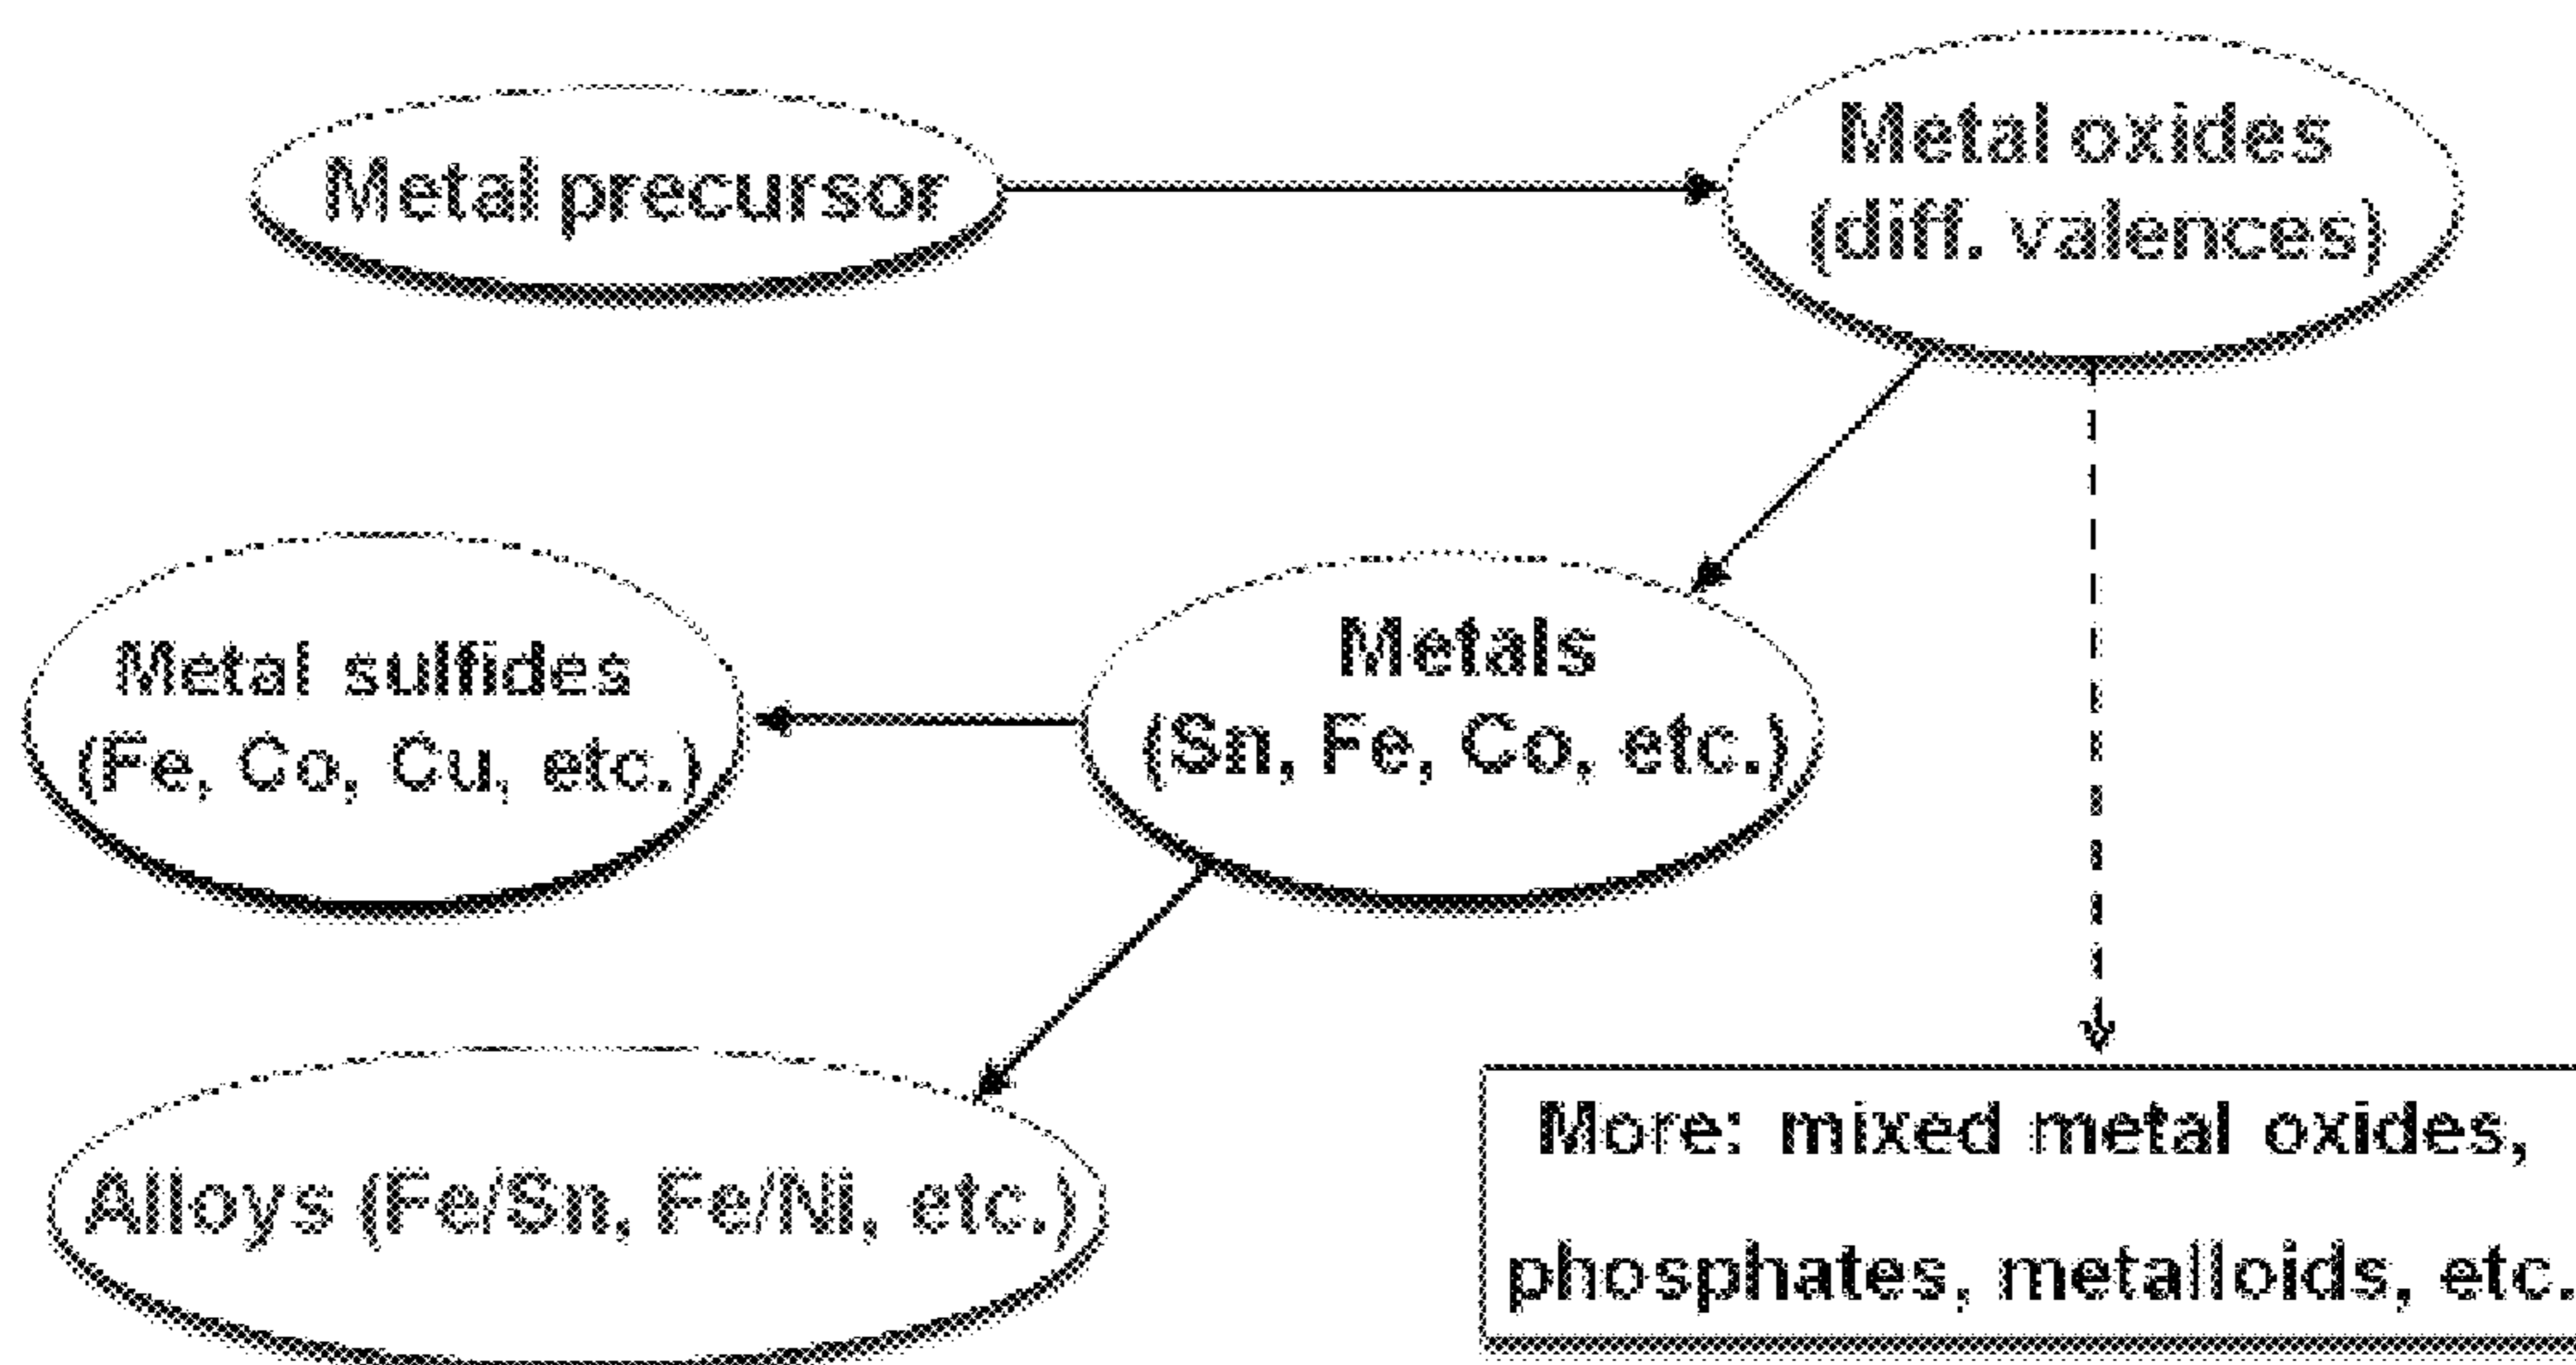 Metal precursor
Metal oxides
(diff. valences)
Metal sulfides
(Fe, Co, Cu, etc.)
Metals
(Sn, Fe, Co, etc.)
Alloys (Fe/Sn, Fe/Ni, etc.)
More: mixed metal oxides,
phosphates, metalloids, etc.